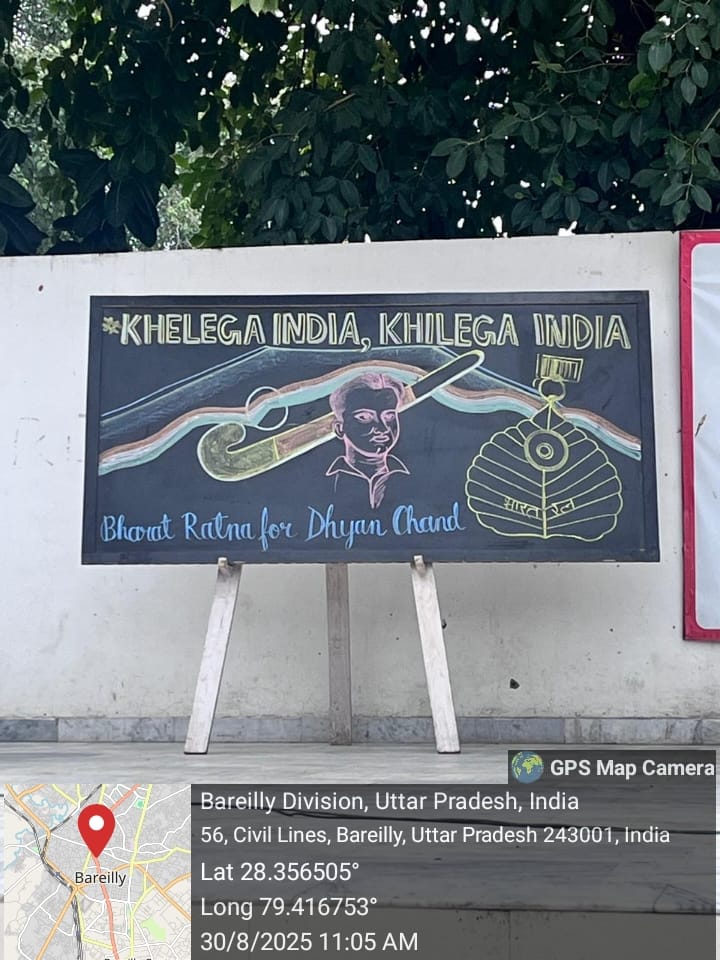 *KHELEGA INDIA, KHILEGA INDIA
भारत रत्न
Bharat Ratna for Dhyan Chand
GPS Map Camera
Bareilly Division, Uttar Pradesh, India
56, Civil Lines, Bareilly, Uttar Pradesh 243001, India
Lat 28.356505°
Long 79.416753°
30/8/2025 11:05 AM
Bareilly